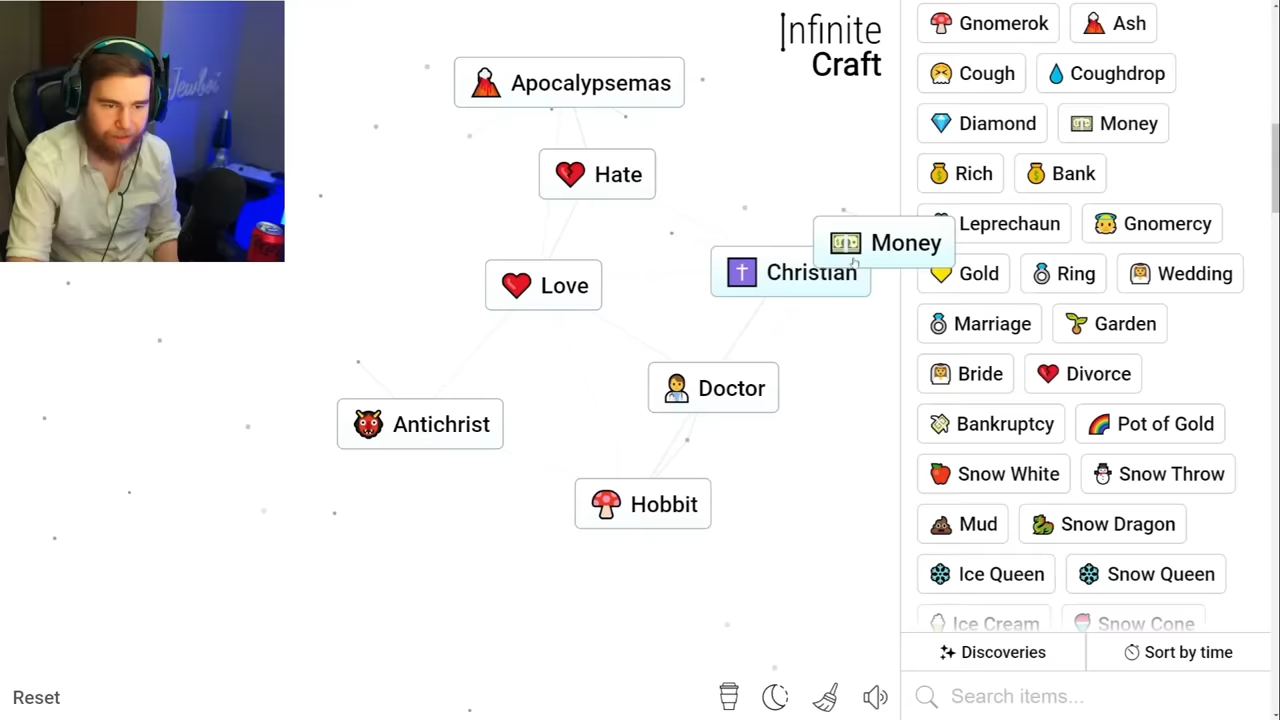 Jewboi
Infinite
Craft
Apocalypsemas
Hate
Love
Christian
Money
Doctor
Antichrist
Hobbit
Reset
Gnomerok
Ash
Cough
Coughdrop
Diamond
Money
Rich
Bank
Leprechaun
Gnomercy
Gold
Ring
Wedding
Marriage
Garden
Bride
Divorce
Bankruptcy
Pot of Gold
Snow White
Snow Throw
Mud
Snow Dragon
Ice Queen
Snow Queen
Ice Cream
Snow Cone
Discoveries
Sort by time
Search items...